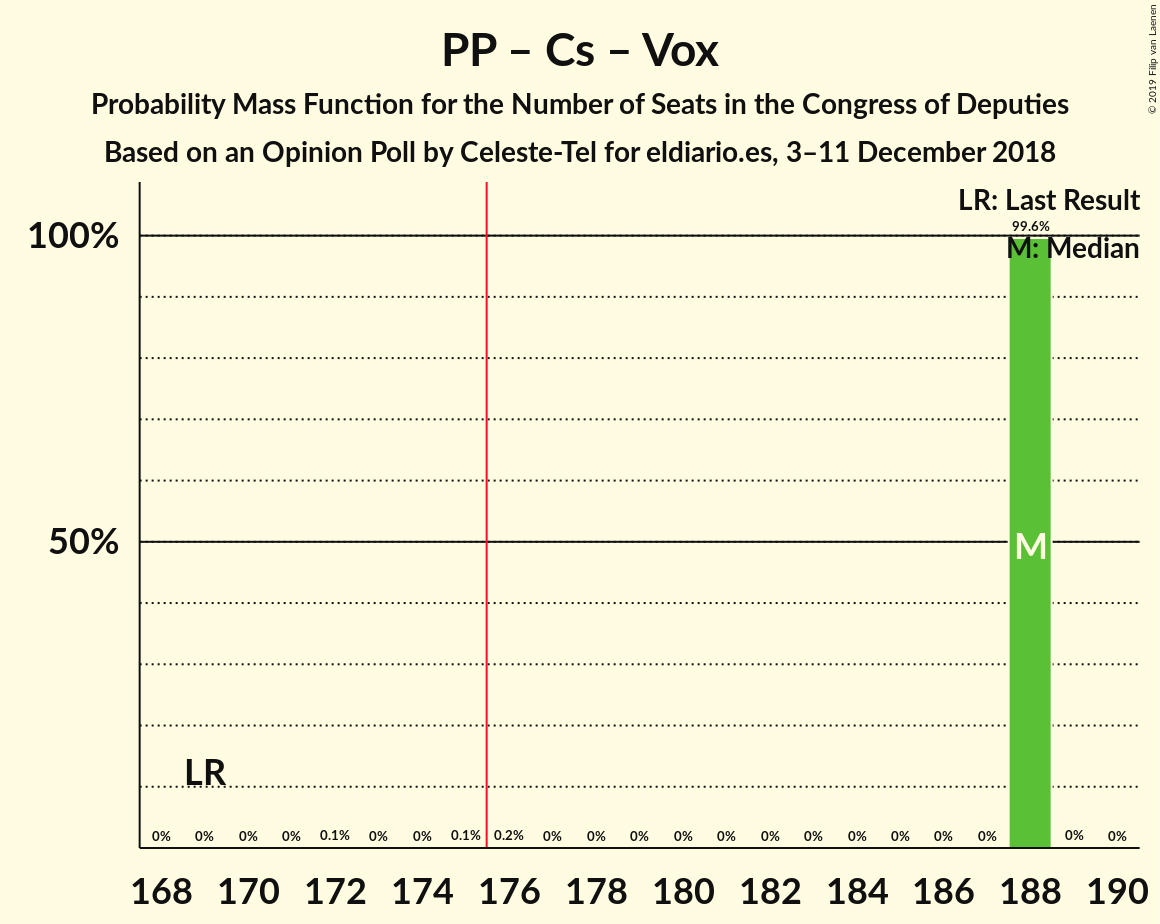 PP – Cs – Vox
Probability Mass Function for the Number of Seats in the Congress of Deputies
Based on an Opinion Poll by Celeste-Tel for eldiario.es, 3–11 December 2018
© 2019 Filip van Laenen
LR: Last Result
99.6%
M: Median
100%
50%
M
LR
0% 0% 0% 0% 0.1% 0% 0% 0.1% 0.2% 0% 0% 0% 0% 0% 0% 0% 0% 0% 0% 0% 0% 0%
168 170 172 174 176 178 180 182 184 186 188 190